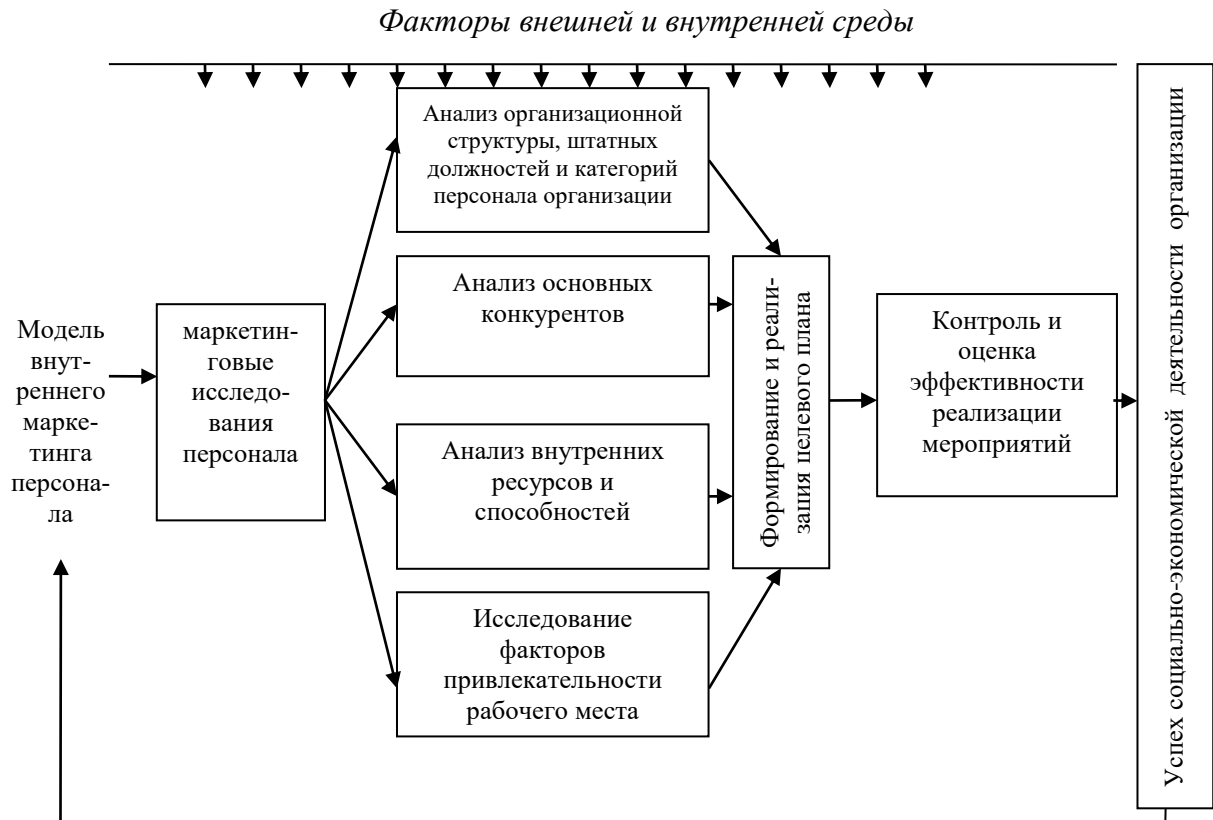 Факторы внешней и внутренней среды
Анализ организационной
структуры, штатных
должностей и категорий
персонала организации
Модель
внут-
реннего
марке-
тинга
персона-
ла
маркетин-
говые
исследо-
вания
персонала
Анализ основных
конкурентов
Анализ внутренних
ресурсов и
способностей
Исследование
факторов
привлекательности
рабочего места
Формирование и реали-
зация целевого плана
Контроль и
оценка
эффективности
реализации
мероприятий
Успех социально-экономической деятельности организации